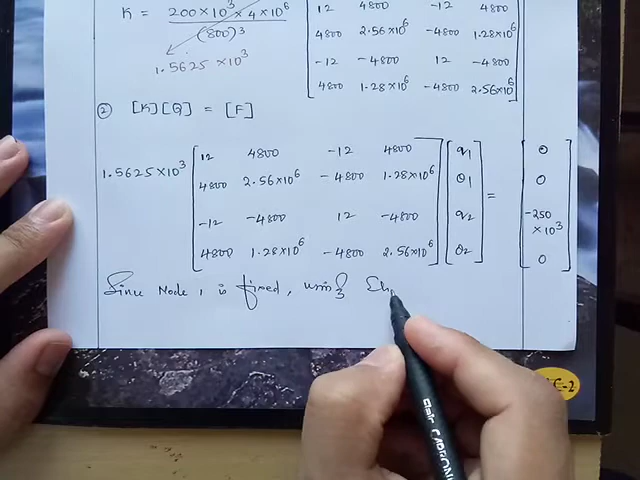 K = 200×10³×4×10⁶ / (800)³
1.5625×10³
12 4800 -12 4800
4800 2.56×10⁶ -4800 1.28×10⁶
-12 -4800 12 -4800
4800 1.28×10⁶ -4800 2.56×10⁶
② [K][Q] = [F]
1.5625×10³ [12 4800 -12 4800] [q₁] [0]
[4800 2.56×10⁶ -4800 1.28×10⁶] [θ₁] = [0]
[-12 -4800 12 -4800] [q₂] [-250×10³]
[4800 1.28×10⁶ -4800 2.56×10⁶] [θ₂] [0]
Since Node 1 is fixed, using
Flair CARBON
C-2